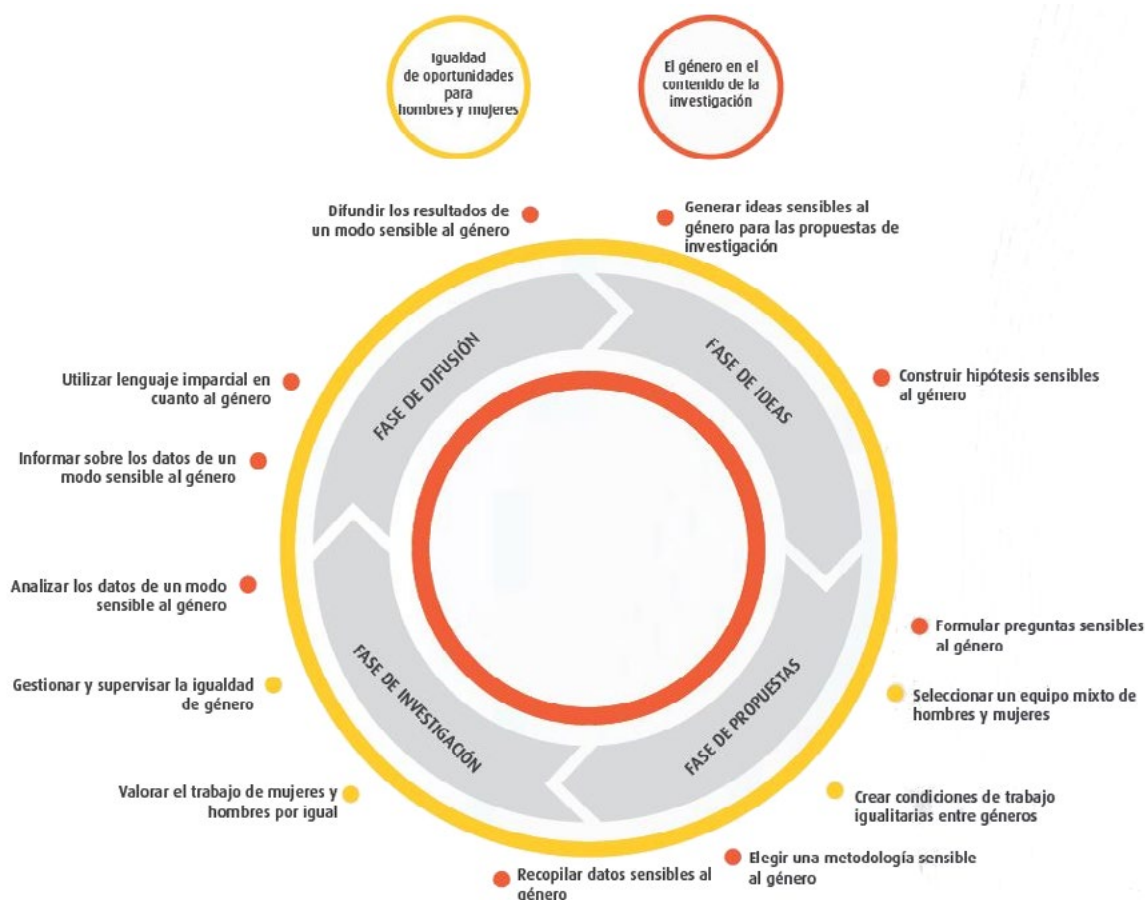 Igualdad
de oportunidades
para
hombres y mujeres
El género en el
contenido de la
investigación
Difundir los resultados de
un modo sensible al género
Generar ideas sensibles al
género para las propuestas de
investigación
Utilizar lenguaje imparcial en
cuanto al género
FASE DE DIFUSIÓN
FASE DE IDEAS
Construir hipótesis sensibles
al género
Informar sobre los datos de un
modo sensible al género
Analizar los datos de un modo
sensible al género
Formular preguntas sensibles
al género
Gestionar y supervisar la igualdad
de género
FASE DE INVESTIGACIÓN
FASE DE PROPUESTAS
Seleccionar un equipo mixto de
hombres y mujeres
Valorar el trabajo de mujeres y
hombres por igual
Crear condiciones de trabajo
igualitarias entre géneros
Recopilar datos sensibles al
género
Elegir una metodología sensible
al género